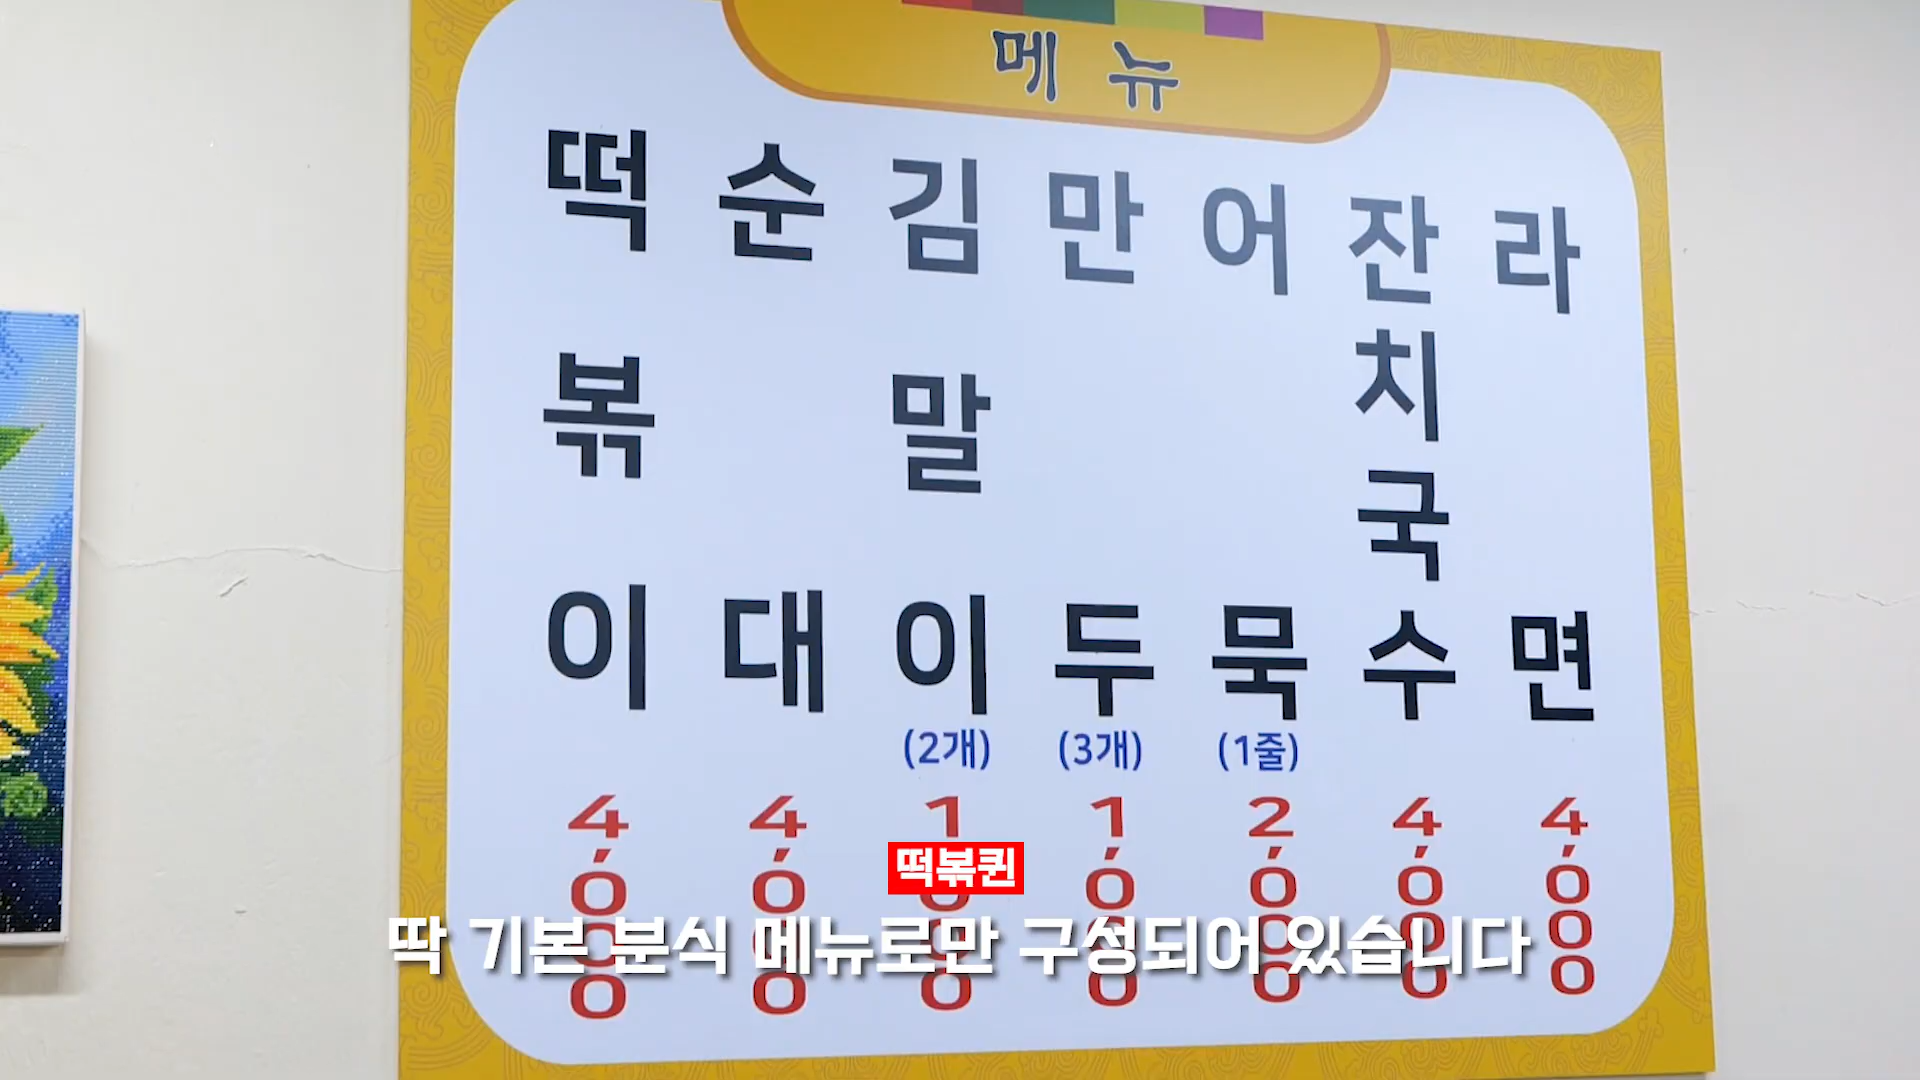 메뉴
떡볶이
순대
김말이
만두
어묵
잔치국수
라면
(2개)
(3개)
(1줄)
4,000
4,000
1,000
2,000
4,000
4,000
떡볶퀸
딱 기본 분식 메뉴로만 구성되어 있습니다